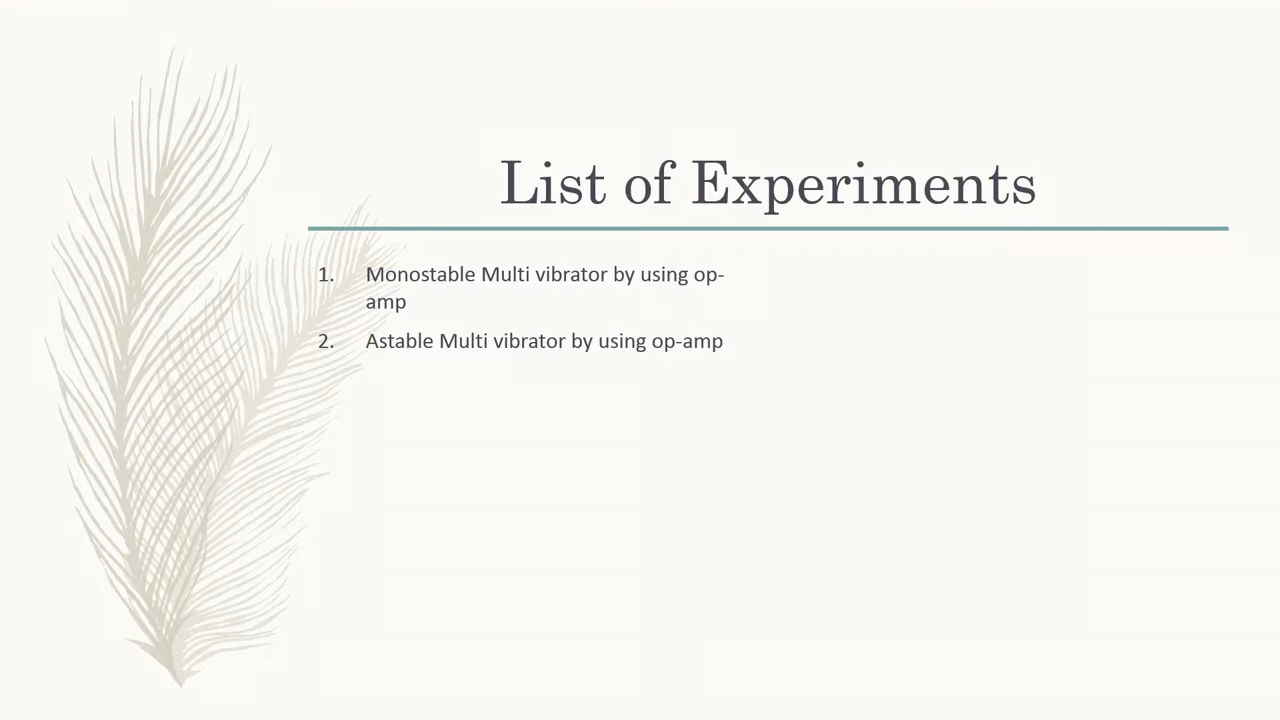 List of Experiments
1. Monostable Multi vibrator by using op-
amp
2. Astable Multi vibrator by using op-amp